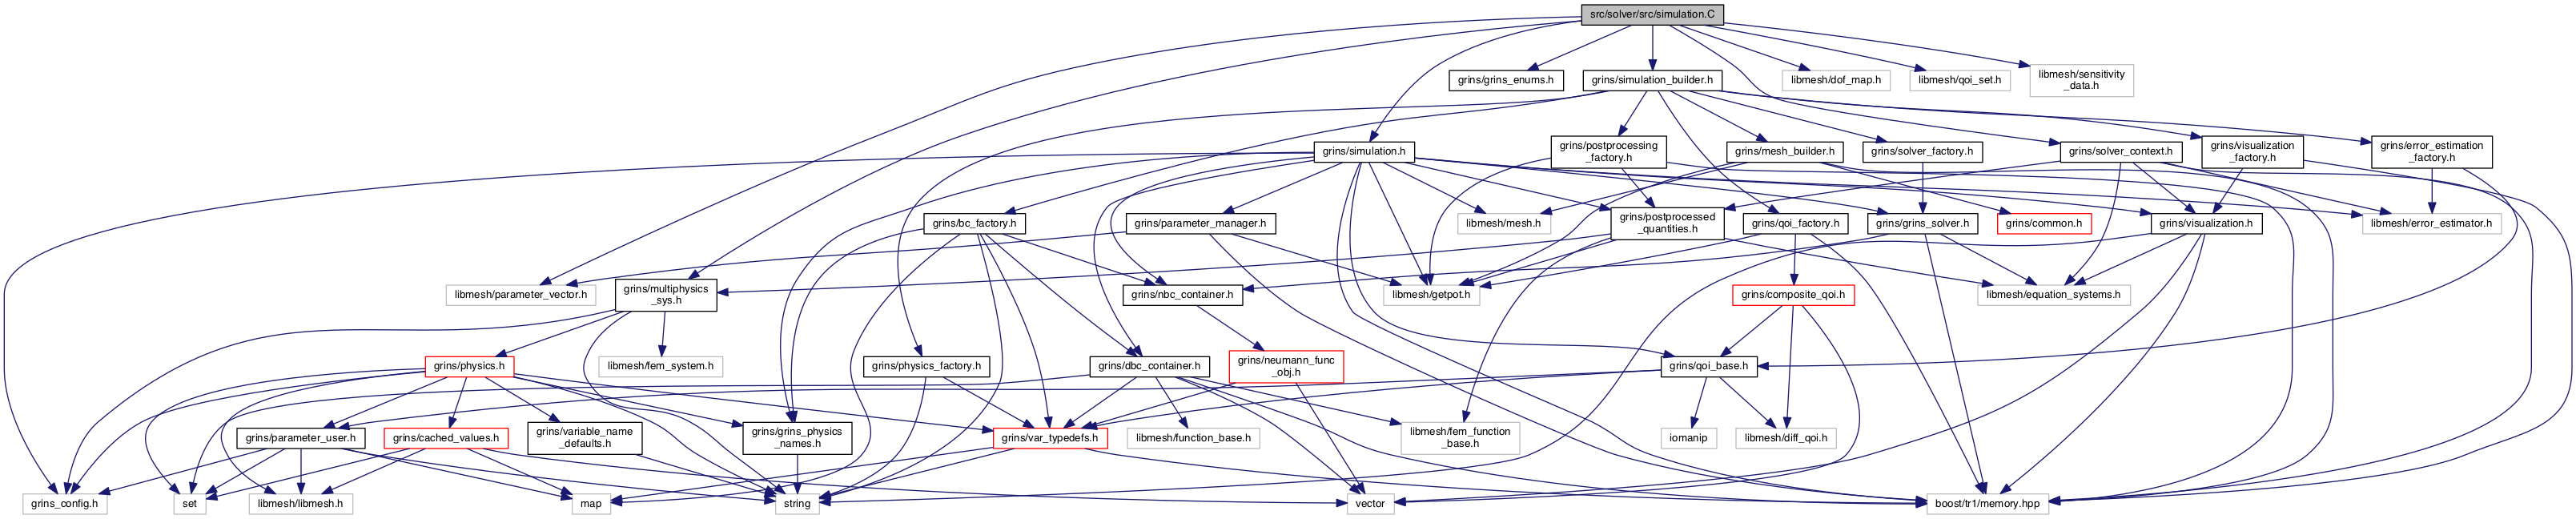 src/solver/src/simulation.C
grins/grins_enums.h
grins/simulation_builder.h
libmesh/dof_map.h
libmesh/qoi_set.h
libmesh/sensitivity
_data.h
grins/simulation.h
grins/postprocessing
_factory.h
grins/mesh_builder.h
grins/solver_factory.h
grins/solver_context.h
grins/visualization
_factory.h
grins/error_estimation
_factory.h
grins/bc_factory.h
grins/parameter_manager.h
libmesh/mesh.h
grins/postprocessed
_quantities.h
grins/qoi_factory.h
grins/grins_solver.h
grins/common.h
grins/visualization.h
libmesh/error_estimator.h
libmesh/parameter_vector.h
grins/multiphysics
_sys.h
grins/nbc_container.h
libmesh/getpot.h
grins/composite_qoi.h
libmesh/equation_systems.h
grins/physics.h
libmesh/fem_system.h
grins/physics_factory.h
grins/dbc_container.h
grins/neumann_func
_obj.h
grins/qoi_base.h
grins/parameter_user.h
grins/cached_values.h
grins/variable_name
_defaults.h
grins/grins_physics
_names.h
grins/var_typedefs.h
libmesh/function_base.h
libmesh/fem_function
_base.h
iomanip
libmesh/diff_qoi.h
grins_config.h
set
libmesh/libmesh.h
map
string
vector
boost/tr1/memory.hpp